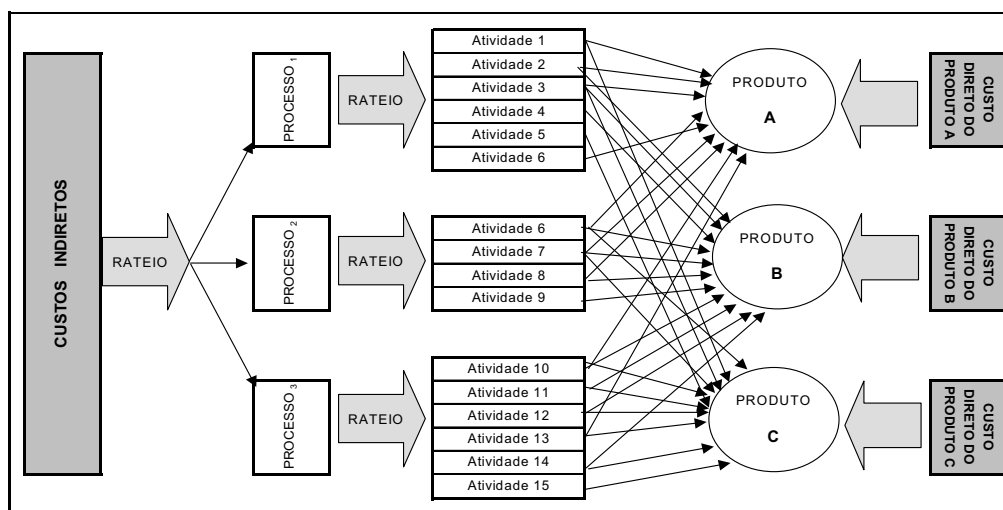 CUSTOS INDIRETOS
RATEIO
PROCESSO 1
RATEIO
Atividade 1
Atividade 2
Atividade 3
Atividade 4
Atividade 5
Atividade 6
PRODUTO
A
CUSTO
DIRETO DO
PRODUTO A
PROCESSO 2
RATEIO
Atividade 6
Atividade 7
Atividade 8
Atividade 9
PRODUTO
B
CUSTO
DIRETO DO
PRODUTO B
PROCESSO 3
RATEIO
Atividade 10
Atividade 11
Atividade 12
Atividade 13
Atividade 14
Atividade 15
PRODUTO
C
CUSTO
DIRETO DO
PRODUTO C